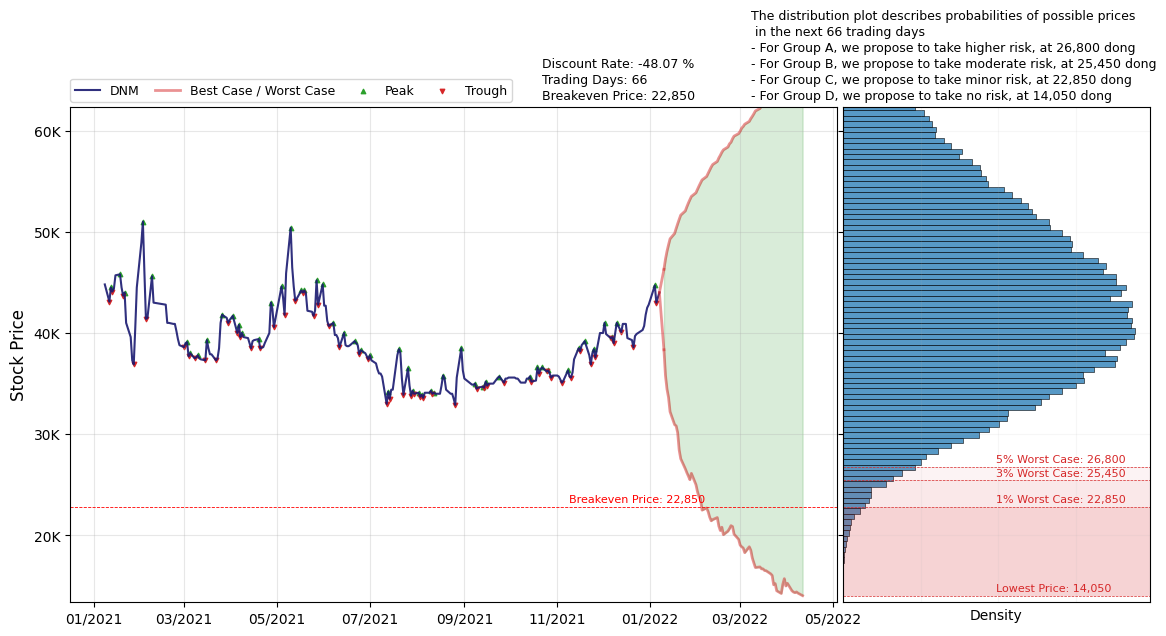 The distribution plot describes probabilities of possible prices
in the next 66 trading days
- For Group A, we propose to take higher risk, at 26,800 dong
- For Group B, we propose to take moderate risk, at 25,450 dong
- For Group C, we propose to take minor risk, at 22,850 dong
- For Group D, we propose to take no risk, at 14,050 dong
Discount Rate: -48.07 %
Trading Days: 66
Breakeven Price: 22,850
DNM
Best Case / Worst Case
Peak
Trough
Stock Price
60K
50K
40K
30K
20K
Breakeven Price: 22,850
5% Worst Case: 26,800
3% Worst Case: 25,450
1% Worst Case: 22,850
Lowest Price: 14,050
01/2021
03/2021
05/2021
07/2021
09/2021
11/2021
01/2022
03/2022
05/2022
Density